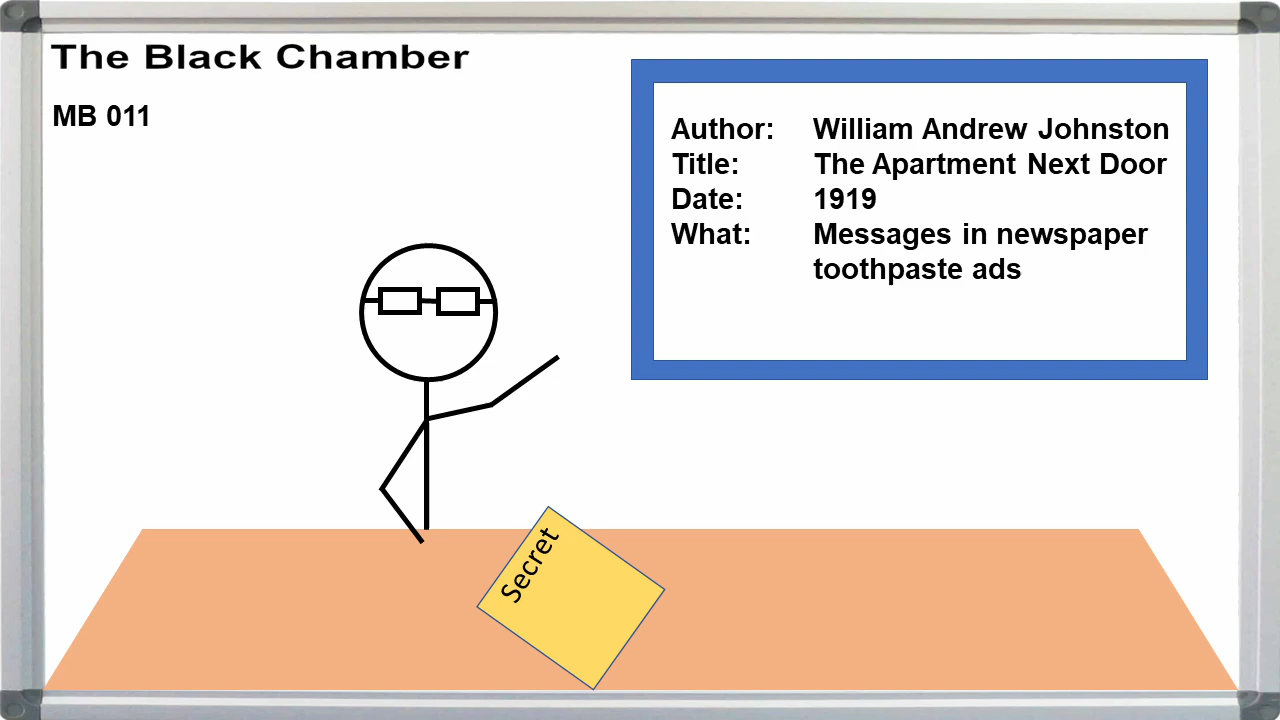 The Black Chamber
MB 011
Author: William Andrew Johnston
Title: The Apartment Next Door
Date: 1919
What: Messages in newspaper
toothpaste ads
Secret